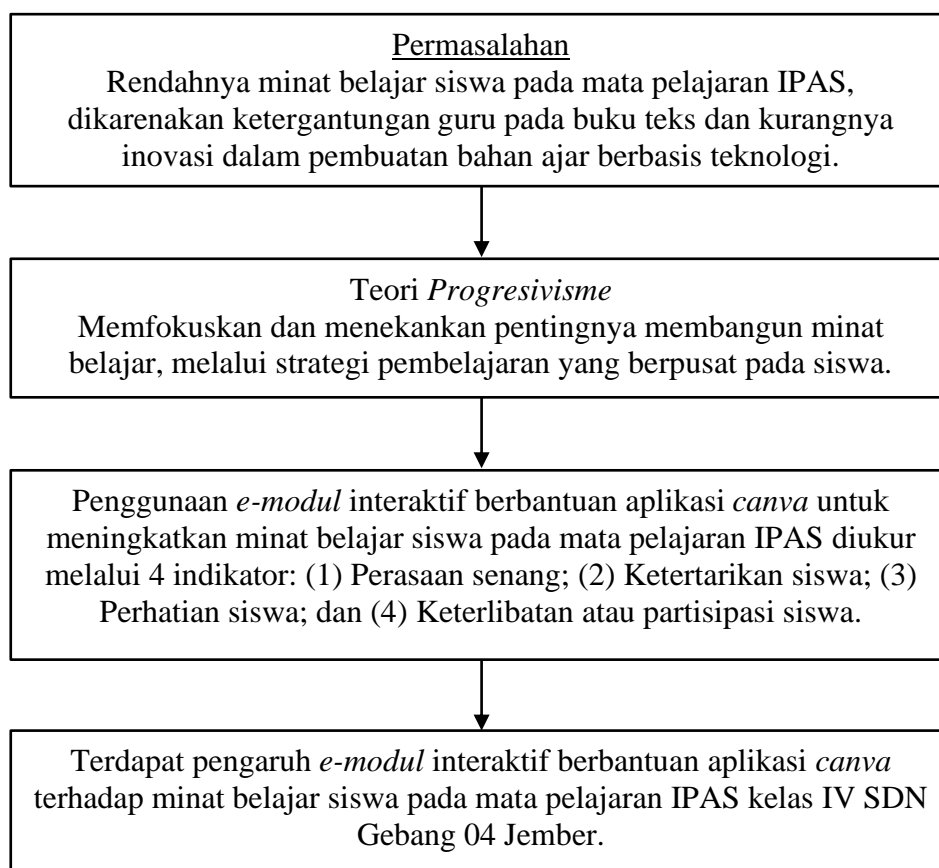 Permasalahan
Rendahnya minat belajar siswa pada mata pelajaran IPAS,
dikarenakan ketergantungan guru pada buku teks dan kurangnya
inovasi dalam pembuatan bahan ajar berbasis teknologi.
Teori Progresivisme
Memfokuskan dan menekankan pentingnya membangun minat
belajar, melalui strategi pembelajaran yang berpusat pada siswa.
Penggunaan e-modul interaktif berbantuan aplikasi canva untuk
meningkatkan minat belajar siswa pada mata pelajaran IPAS diukur
melalui 4 indikator: (1) Perasaan senang; (2) Ketertarikan siswa; (3)
Perhatian siswa; dan (4) Keterlibatan atau partisipasi siswa.
Terdapat pengaruh e-modul interaktif berbantuan aplikasi canva
terhadap minat belajar siswa pada mata pelajaran IPAS kelas IV SDN
Gebang 04 Jember.